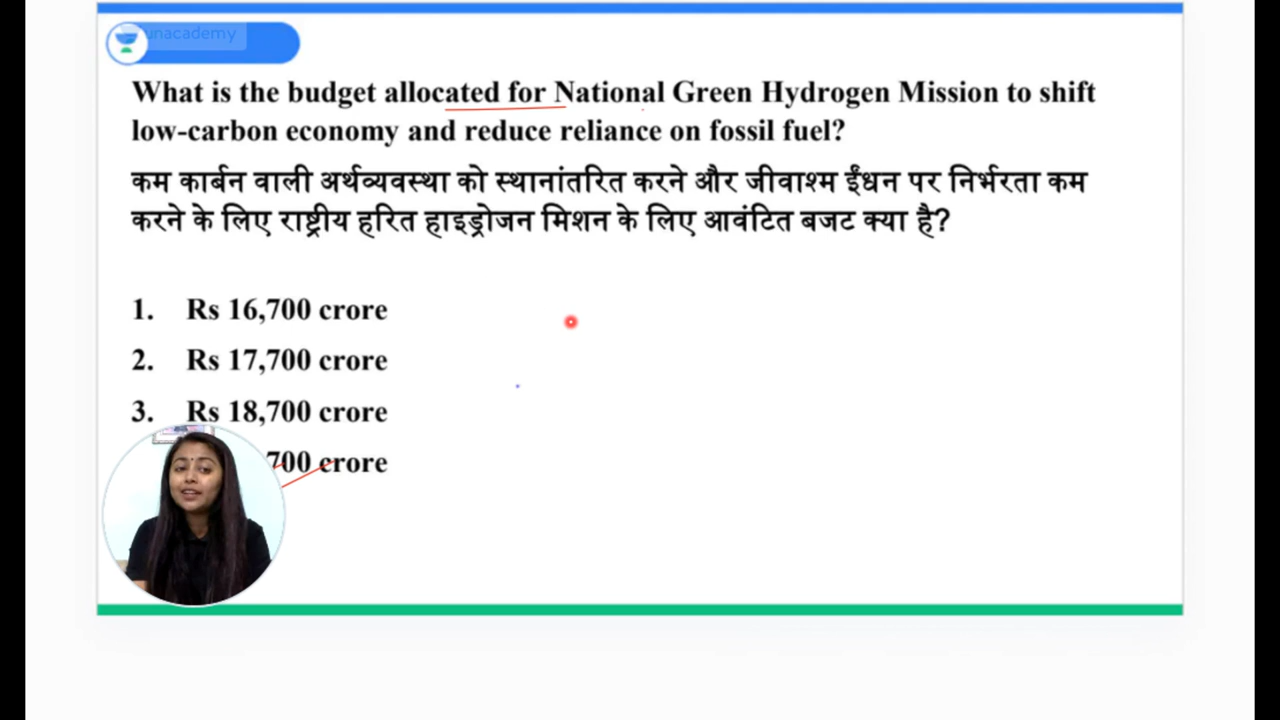 unacademy
What is the budget allocated for National Green Hydrogen Mission to shift
low-carbon economy and reduce reliance on fossil fuel?
कम कार्बन वाली अर्थव्यवस्था को स्थानांतरित करने और जीवाश्म ईंधन पर निर्भरता कम
करने के लिए राष्ट्रीय हरित हाइड्रोजन मिशन के लिए आवंटित बजट क्या है?
1. Rs 16,700 crore
2. Rs 17,700 crore
3. Rs 18,700 crore
700 crore